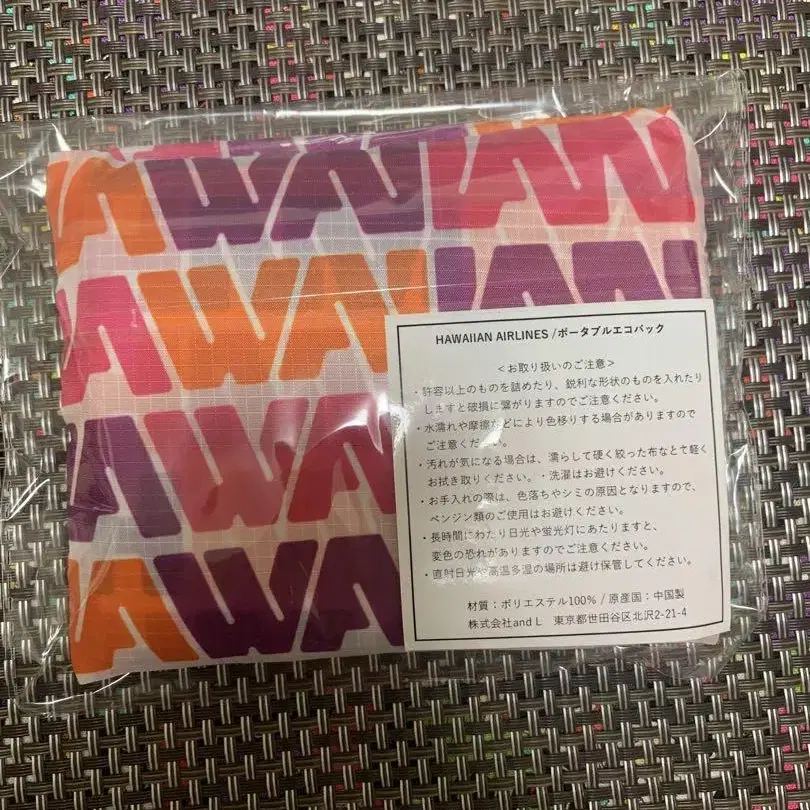 AWAI IAN
AWAI IAN
AWAI
AWAI
HAWAIIAN AIRLINES /ポータブルエコバック
<お取り扱いのご注意>
・許容以上のものを詰めたり、鋭利な形状のものを入れたり
しますと破損に繋がりますのでご注意ください。
・水濡れや摩擦などにより色移りする場合がありますので
ご注意ください。
・汚れが気になる場合は、濡らして硬く絞った布などで軽く
お拭き取りください。・洗濯はお避けください。
・お手入れの際は、色落ちやシミの原因となりますので、
ベンジン類のご使用はお避けください。
・長時間にわたり日光や蛍光灯にあたりますと、
変色の恐れがありますのでご注意ください。
・直射日光や高温多湿の場所は避け保管してください。
材質：ポリエステル100% / 原産国：中国製
株式会社and L 東京都世田谷区北沢2-21-4